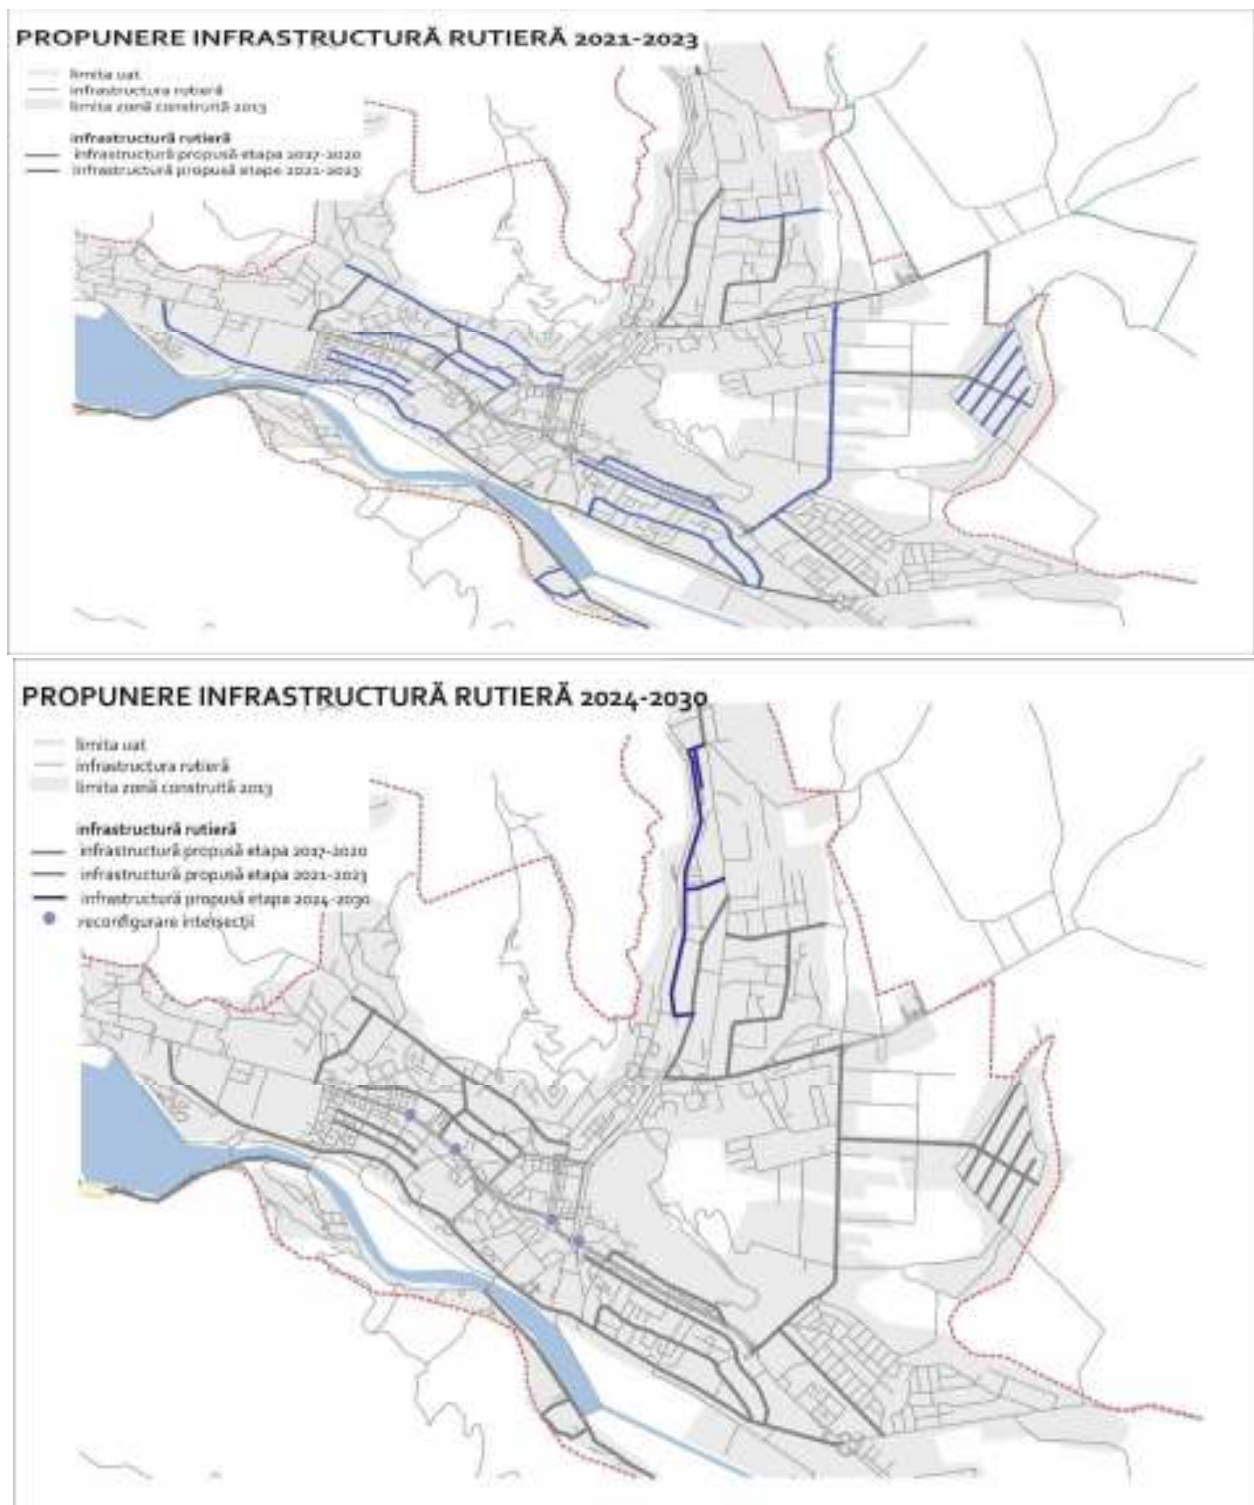 PROPUNERE INFRASTRUCTURĂ RUTIERĂ 2021-2023
limita uat
infrastructura rutieră
limita zonă construită 2013
infrastructură rutieră
infrastructură propusă etapa 2017-2020
infrastructură propusă etapa 2021-2023
PROPUNERE INFRASTRUCTURĂ RUTIERĂ 2024-2030
limita uat
infrastructura rutieră
limita zonă construită 2013
infrastructură rutieră
infrastructură propusă etapa 2017-2020
infrastructură propusă etapa 2021-2023
infrastructură propusă etapa 2024-2030
reconfigurare intersecții